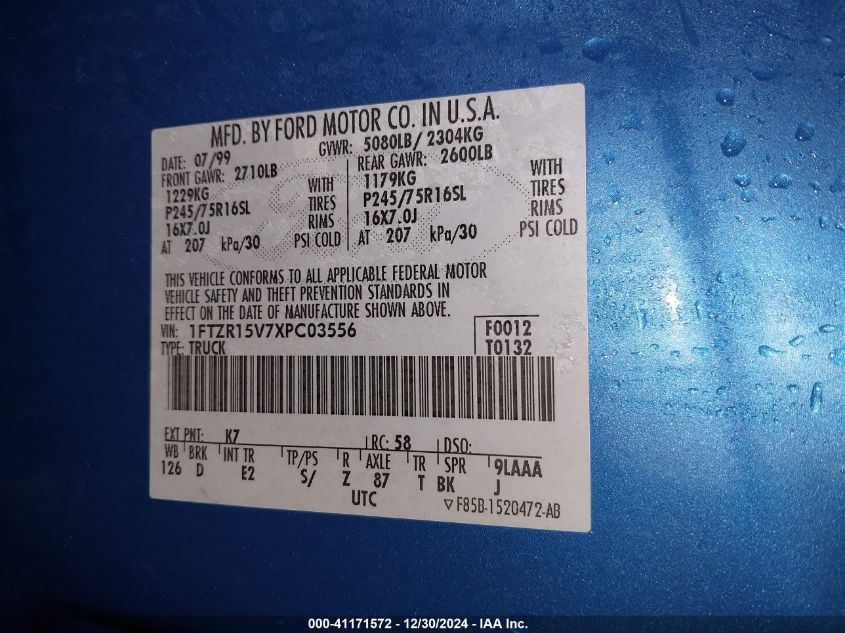 MFD. BY FORD MOTOR CO. IN U.S.A.
DATE: 07/99 GVWR: 5080LB/ 2304KG
FRONT GAWR: 2710LB REAR GAWR: 2600LB
1229KG WITH 1179KG WITH
P245/75R16SL TIRES P245/75R16SL TIRES
16X7.0J RIMS 16X7.0J RIMS
AT 207 kPa/30 PSI COLD AT 207 kPa/30 PSI COLD
THIS VEHICLE CONFORMS TO ALL APPLICABLE FEDERAL MOTOR
VEHICLE SAFETY AND THEFT PREVENTION STANDARDS IN
EFFECT ON THE DATE OF MANUFACTURE SHOWN ABOVE.
VIN: 1FTZR15V7XPC03556 F0012
TYPE: TRUCK T0132
EXT PNT: K7 RC: 58 DSO:
WB BRK INT TR TP/PS R AXLE TR SPR 9LAAA
126 D E2 S/ Z 87 T BK J
UTC ▽F85B-1520472-AB
000-41171572 - 12/30/2024 - IAA Inc.